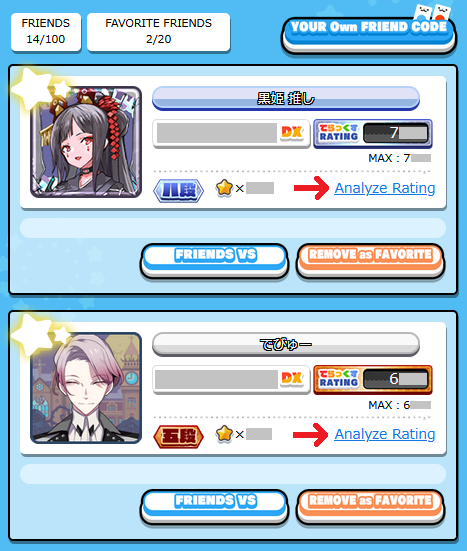 FRIENDS
14/100
FAVORITE FRIENDS
2/20
YOUR Own FRIEND CODE
黒姫 推し
DX
でらっくす
RATING
7
MAX：7
八段
×
Analyze Rating
FRIENDS VS
REMOVE as FAVORITE
でびゅー
DX
でらっくす
RATING
6
MAX：6
五段
×
Analyze Rating
FRIENDS VS
REMOVE as FAVORITE